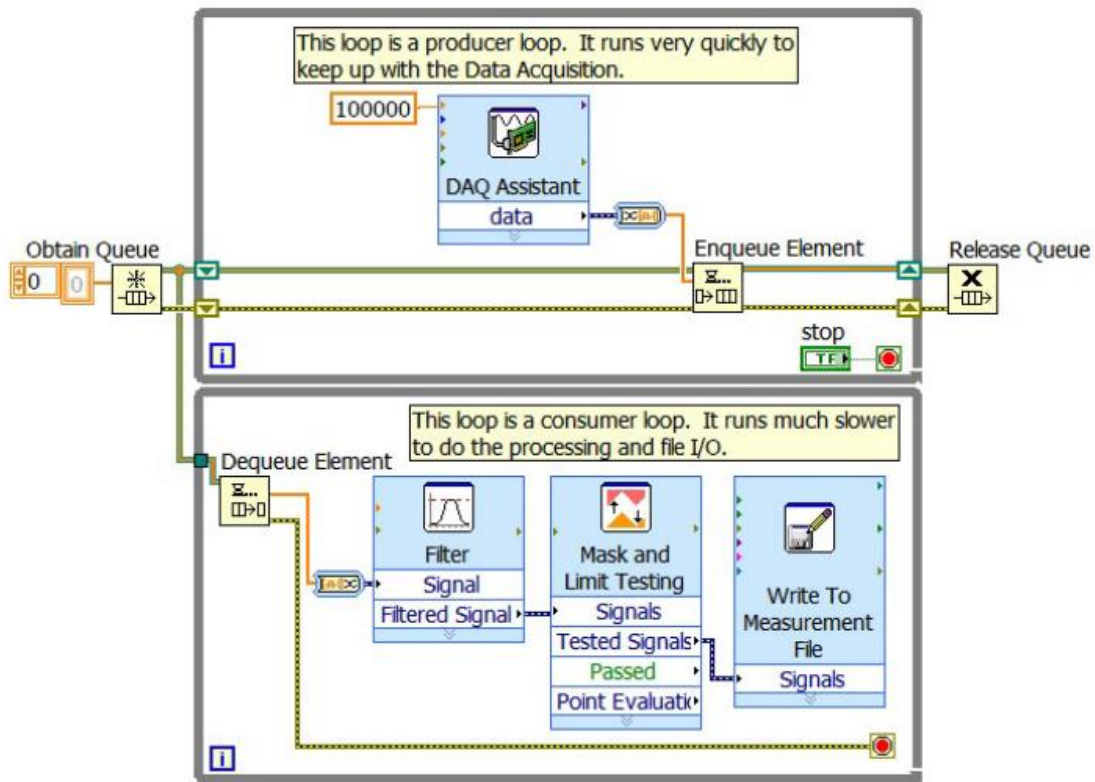 This loop is a producer loop. It runs very quickly to
keep up with the Data Acquisition.
100000
DAQ Assistant
data
Obtain Queue
Enqueue Element
Release Queue
0
0
stop
TF
i
This loop is a consumer loop. It runs much slower
to do the processing and file I/O.
Dequeue Element
Filter
Signal
Filtered Signal
Mask and
Limit Testing
Signals
Tested Signals
Passed
Point Evaluati
Write To
Measurement
File
Signals
i